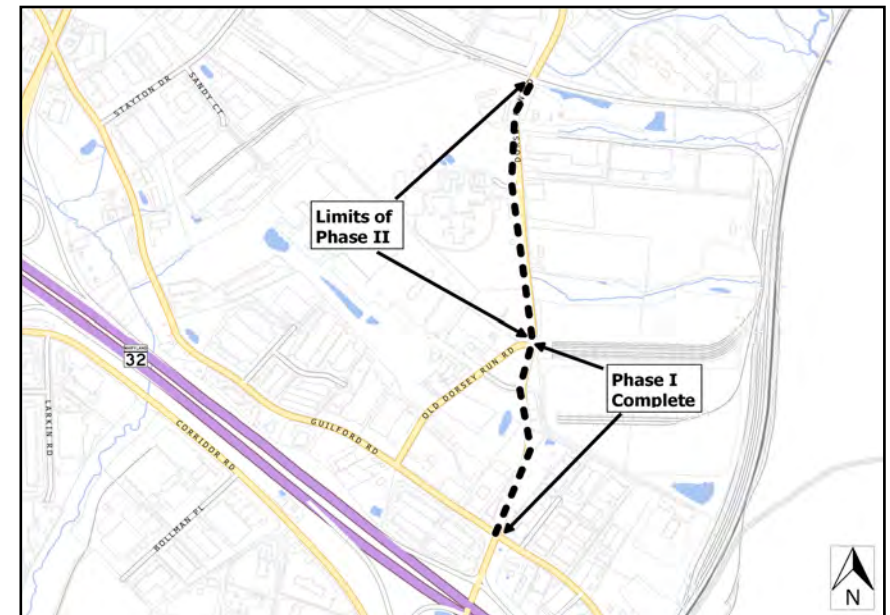 STAYTON DR
SANDY CT
DORS
Limits of
Phase II
MARYLAND
32
OLD DORSEY RUN RD
Phase I
Complete
LARKIN RD
CORRIDOR RD
GUILFORD RD
BOLLMAN PL
N